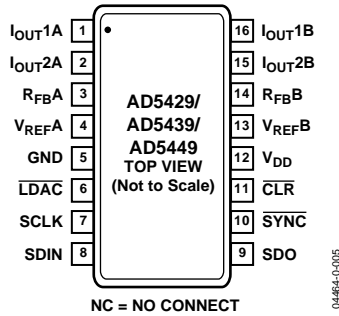 IOUT1A 1
IOUT2A 2
RFBA 3
VREFA 4
GND 5
LDAC 6
SCLK 7
SDIN 8
AD5429/
AD5439/
AD5449
TOP VIEW
(Not to Scale)
16 IOUT1B
15 IOUT2B
14 RFBB
13 VREFB
12 VDD
11 CLR
10 SYNC
9 SDO
NC = NO CONNECT
04464-0-005